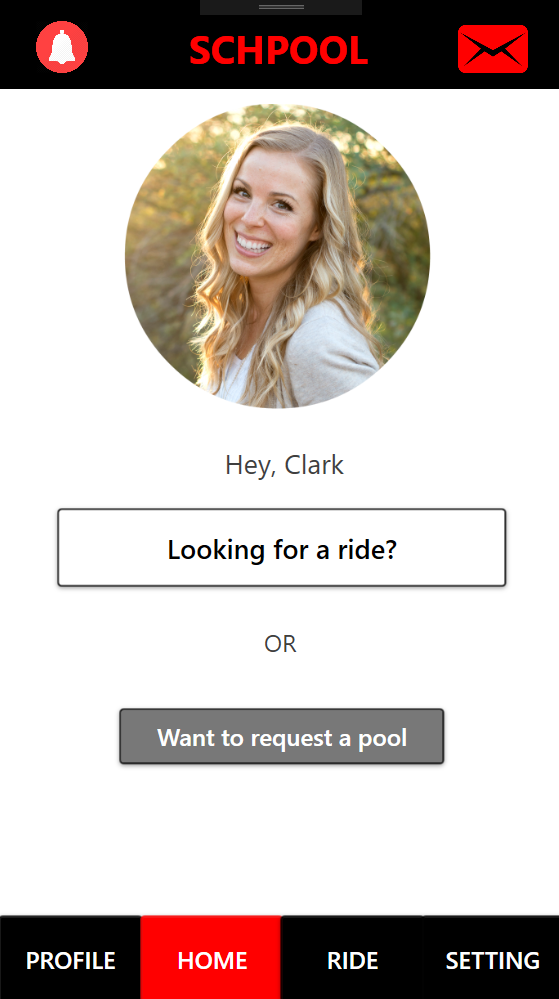 SCHPOOL
Hey, Clark
Looking for a ride?
OR
Want to request a pool
PROFILE HOME RIDE SETTING